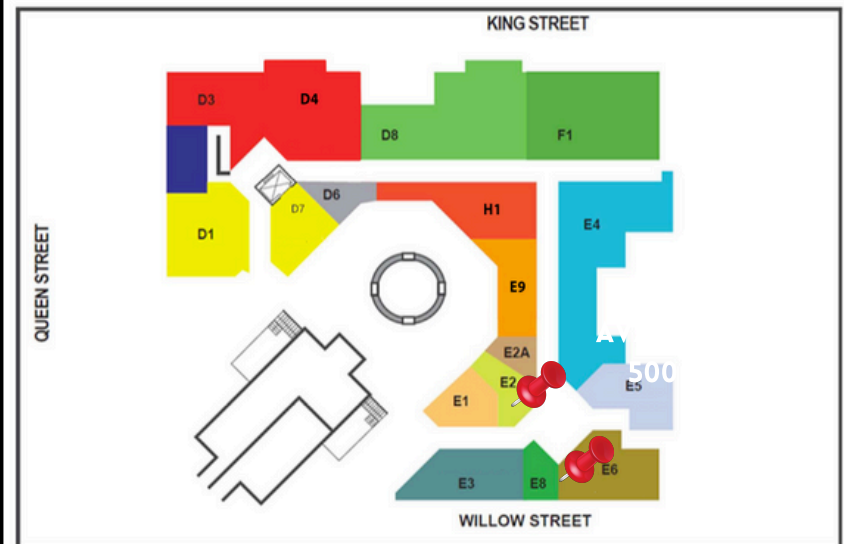 KING STREET
D3
D4
D8
F1
D6
D7
H1
E4
D1
QUEEN STREET
E9
E2A
500
E2
E5
E1
E6
E3
E8
WILLOW STREET